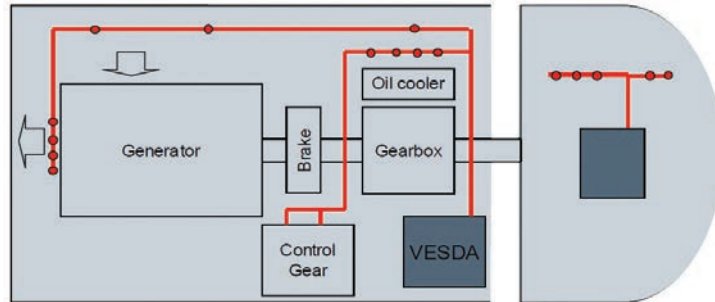 Oil cooler
Generator
Brake
Gearbox
Control
Gear
VESDA